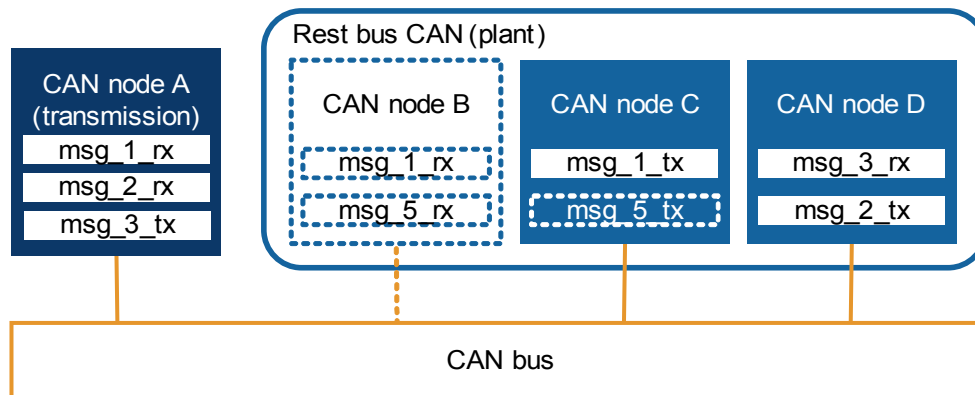 Rest bus CAN (plant)
CAN node A
(transmission)
msg_1_rx
msg_2_rx
msg_3_tx
CAN node B
msg_1_rx
msg_5_rx
CAN node C
msg_1_tx
msg_5_tx
CAN node D
msg_3_rx
msg_2_tx
CAN bus